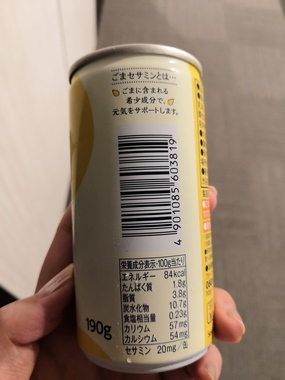 ごまセサミンとは…
ごまに含まれる
希少成分で、
元気をサポートします。
4 901085 603819
190g
栄養成分表示・100g当たり
エネルギー 84kcal
たんぱく質 1.8g
脂質 3.8g
炭水化物 10.7g
食塩相当量 0.23g
カリウム 57mg
カルシウム 54mg
セサミン 20mg/缶